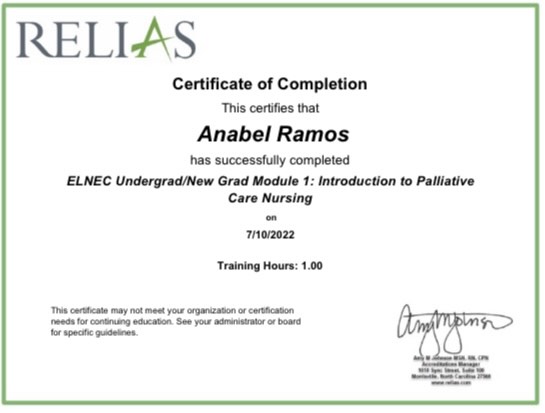 RELIAS
Certificate of Completion
This certifies that
Anabel Ramos
has successfully completed
ELNEC Undergrad/New Grad Module 1: Introduction to Palliative
Care Nursing
on
7/10/2022
Training Hours: 1.00
This certificate may not meet your organization or certification
needs for continuing education. See your administrator or board
for specific guidelines.
Amy M Johnson MSN, RN, CPN
Accreditations Manager
1010 Sync Street, Suite 100
Morrisville, North Carolina 27560
www.relias.com